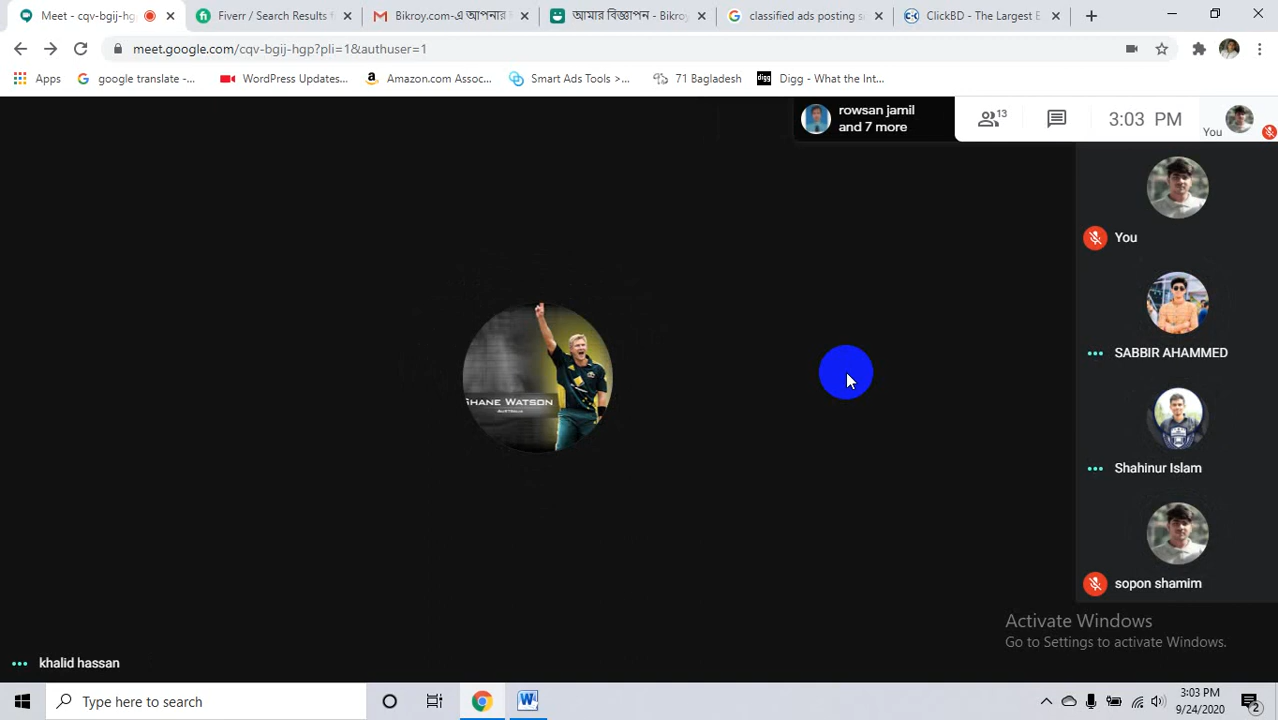 Meet - cqv-bgij-hg
Fiverr / Search Results f
Bikroy.com-এ আপনার
আমার বিজ্ঞাপন - Bikroy
classified ads posting s
ClickBD - The Largest E
meet.google.com/cqv-bgij-hgp?pli=1&authuser=1
Apps
google translate -...
WordPress Updates...
Amazon.com Assoc...
Smart Ads Tools >...
71 Bagladesh
digg
Digg - What the Int...
rowsan jamil
and 7 more
13
3:03 PM
You
You
SABBIR AHAMMED
SHANE WATSON
AUSTRALIA
Shahinur Islam
sopon shamim
Activate Windows
Go to Settings to activate Windows.
khalid hassan
Type here to search
3:03 PM
9/24/2020
2